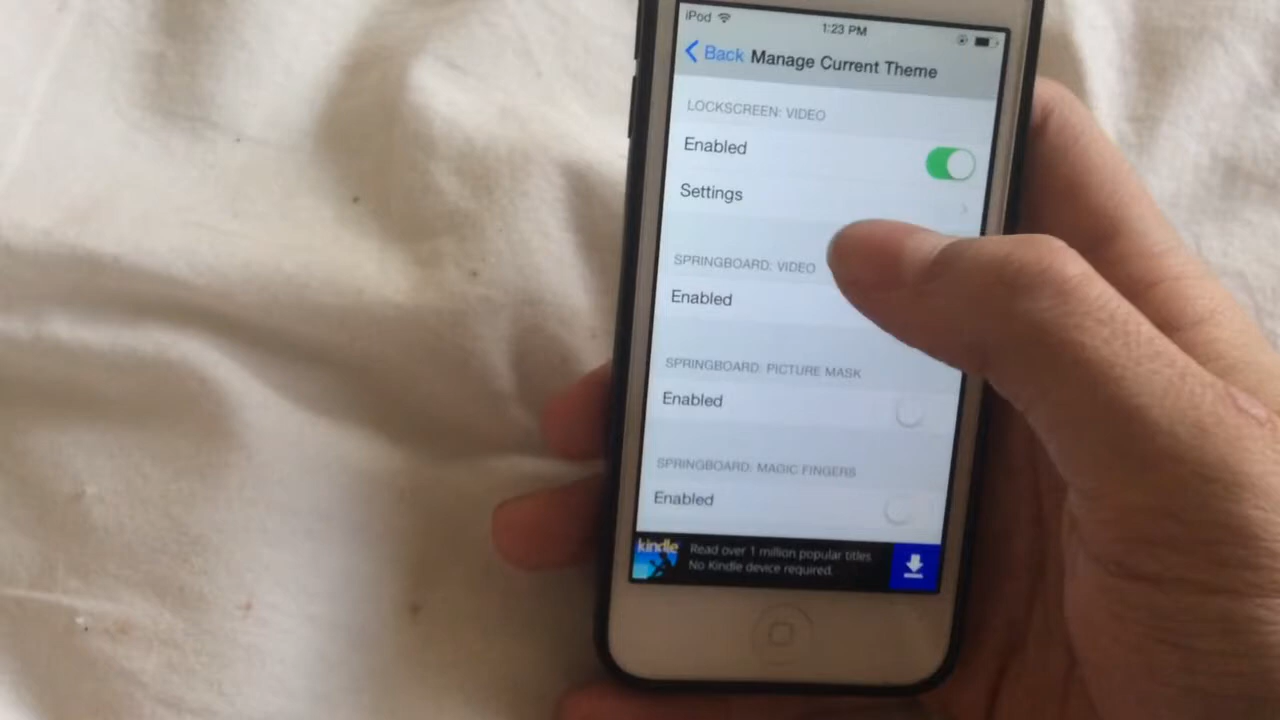 iPod
1:23 PM
Back Manage Current Theme
LOCKSCREEN: VIDEO
Enabled
Settings
SPRINGBOARD: VIDEO
Enabled
SPRINGBOARD: PICTURE MASK
Enabled
SPRINGBOARD: MAGIC FINGERS
Enabled
kindle
Read over 1 million popular titles.
No Kindle device required.